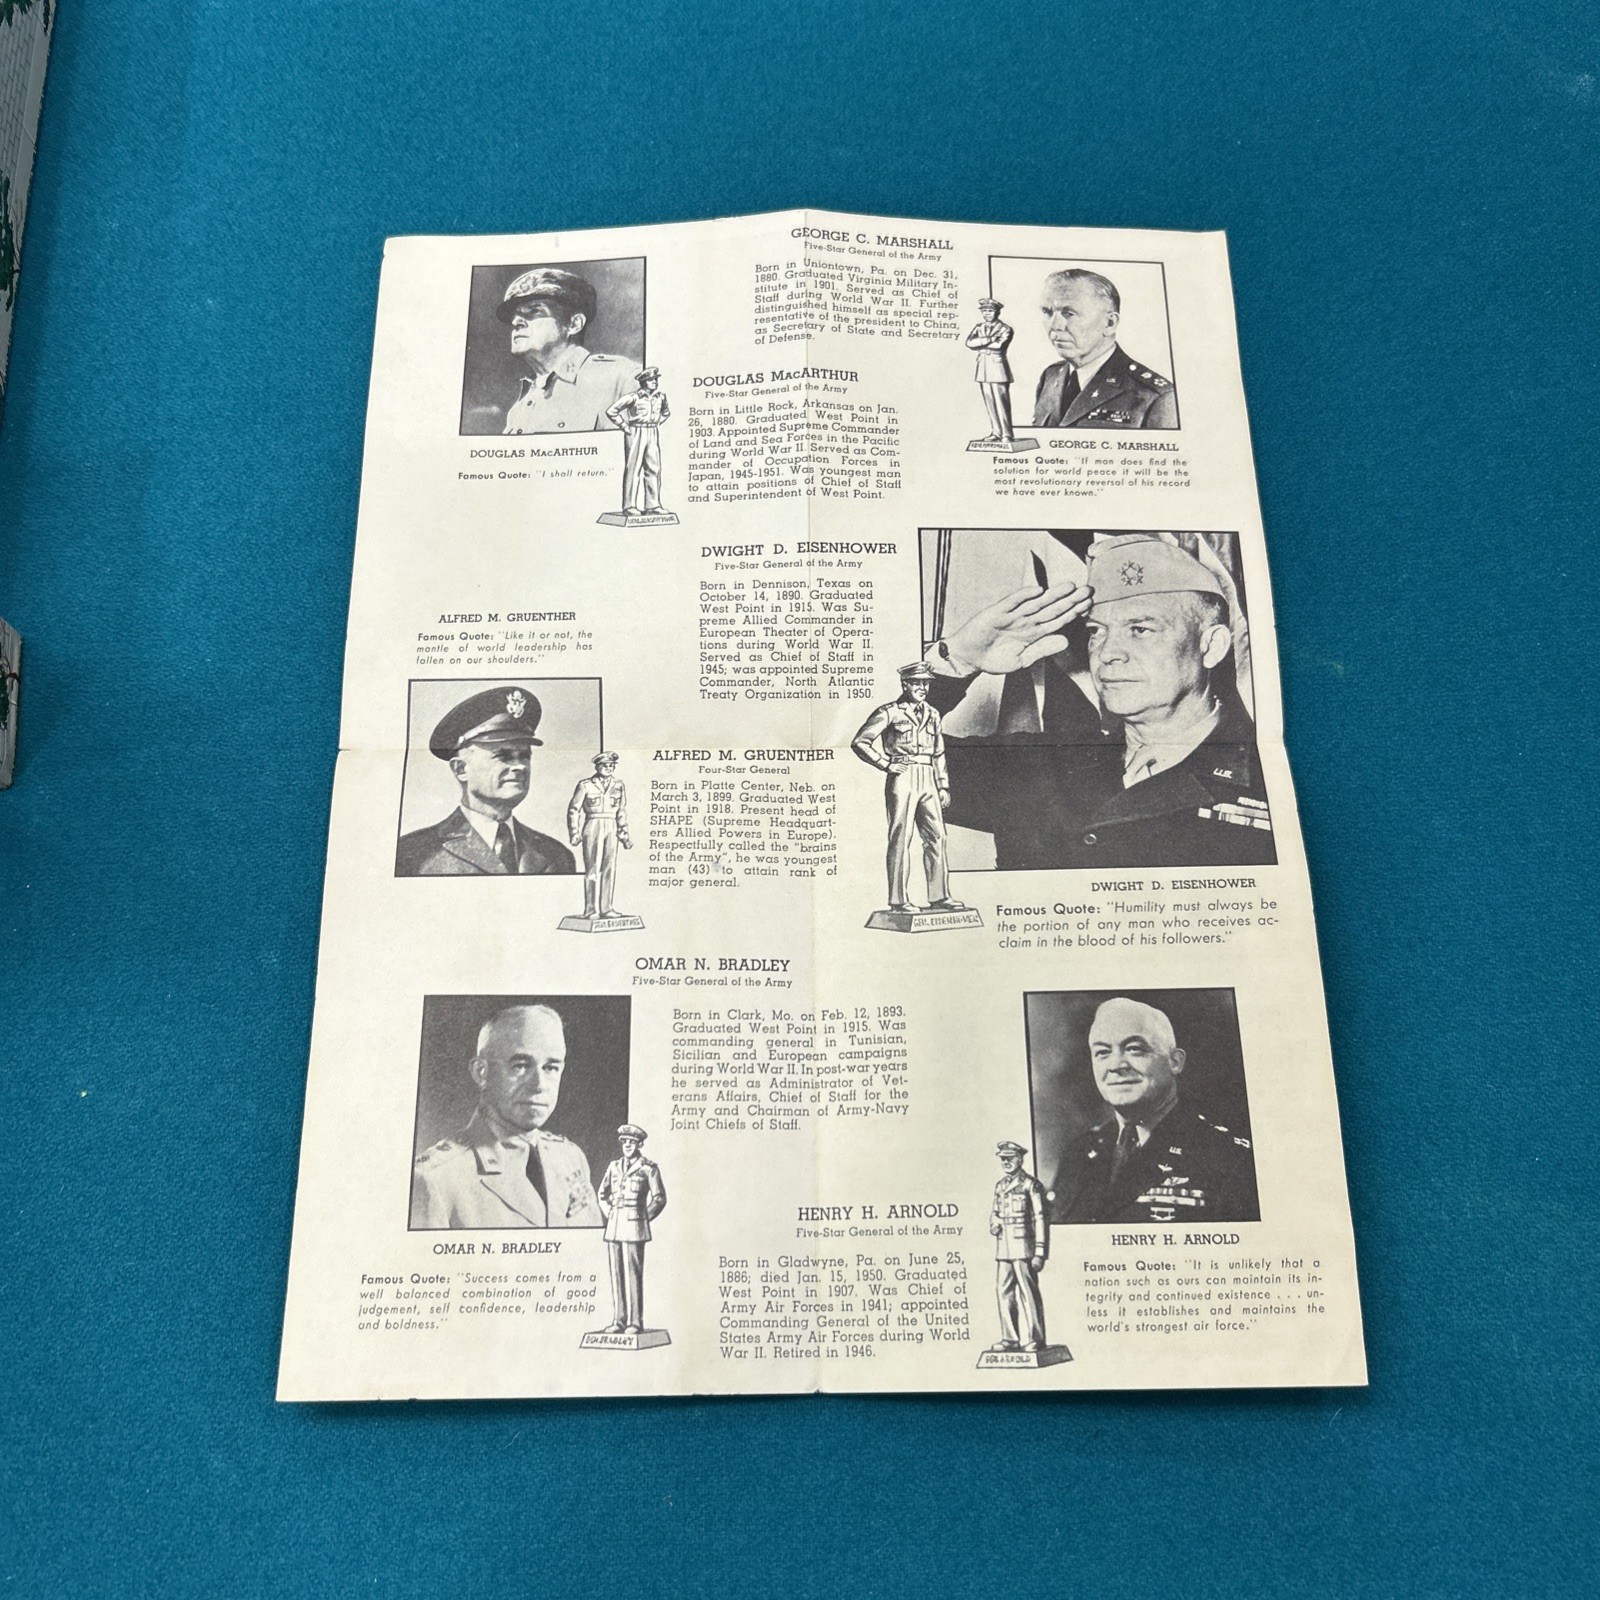 GEORGE C. MARSHALL
Five-Star General of the Army
Born in Uniontown, Pa. on Dec. 31,
1880. Graduated Virginia Military In-
stitute in 1901. Served as Chief of
Staff during World War II. Further
distinguished himself as special rep-
resentative of the president to China,
as Secretary of State and Secretary
of Defense.
GEORGE C. MARSHALL
Famous Quote: "If man does find the
solution for world peace it will be the
most revolutionary reversal of his record
we have ever known."
DOUGLAS MacARTHUR
Five-Star General of the Army
Born in Little Rock, Arkansas on Jan.
26, 1880. Graduated West Point in
1903. Appointed Supreme Commander
of Land and Sea Forces in the Pacific
during World War II. Served as Com-
mander of Occupation Forces in
Japan, 1945-1951. Was youngest man
to attain positions of Chief of Staff
and Superintendent of West Point.
DOUGLAS MacARTHUR
Famous Quote: "I shall return."
DWIGHT D. EISENHOWER
Five-Star General of the Army
Born in Dennison, Texas on
October 14, 1890. Graduated
West Point in 1915. Was Su-
preme Allied Commander in
European Theater of Opera-
tions during World War II.
Served as Chief of Staff in
1945; was appointed Supreme
Commander, North Atlantic
Treaty Organization in 1950.
GEN. EISENHOWER
DWIGHT D. EISENHOWER
Famous Quote: "Humility must always be
the portion of any man who receives ac-
claim in the blood of his followers."
ALFRED M. GRUENTHER
Famous Quote: "Like it or not, the
mantle of world leadership has
fallen on our shoulders."
ALFRED M. GRUENTHER
Four-Star General
Born in Platte Center, Neb. on
March 3, 1899. Graduated West
Point in 1918. Present head of
SHAPE (Supreme Headquart-
ers Allied Powers in Europe).
Respectfully called the "brains
of the Army", he was youngest
man (43) to attain rank of
major general.
OMAR N. BRADLEY
Five-Star General of the Army
Born in Clark, Mo. on Feb. 12, 1893.
Graduated West Point in 1915. Was
commanding general in Tunisian,
Sicilian and European campaigns
during World War II. In post-war years
he served as Administrator of Vet-
erans Affairs, Chief of Staff for the
Army and Chairman of Army-Navy
Joint Chiefs of Staff.
OMAR N. BRADLEY
Famous Quote: "Success comes from a
well balanced combination of good
judgement, self confidence, leadership
and boldness."
GEN. BRADLEY
HENRY H. ARNOLD
Five-Star General of the Army
Born in Gladwyne, Pa. on June 25,
1886; died Jan. 15, 1950. Graduated
West Point in 1907. Was Chief of
Army Air Forces in 1941; appointed
Commanding General of the United
States Army Air Forces during World
War II. Retired in 1946.
GEN. ARNOLD
HENRY H. ARNOLD
Famous Quote: "It is unlikely that a
nation such as ours can maintain its in-
tegrity and continued existence . . . un-
less it establishes and maintains the
world's strongest air force."